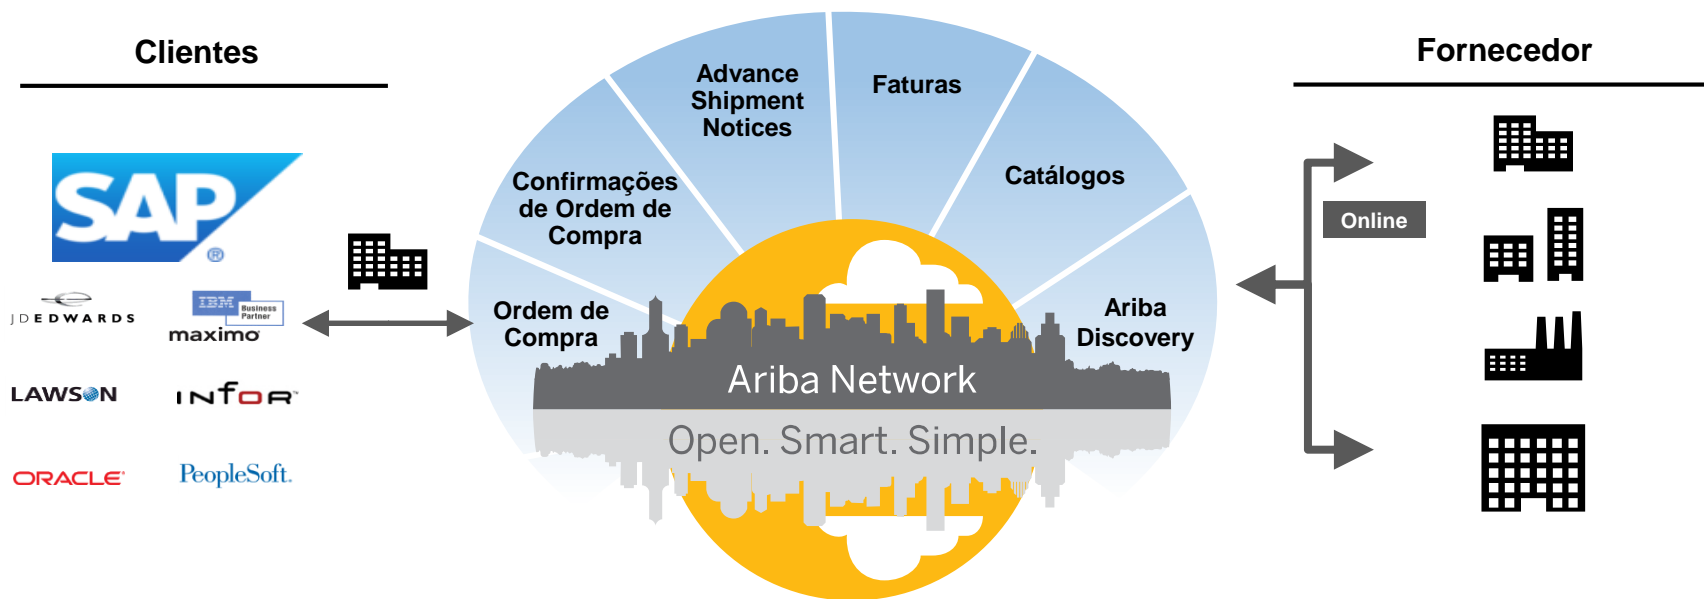 Clientes
SAP
®
JDEDWARDS
IBM
Business
Partner
maximo
LAWSON
INFOR™
ORACLE®
PeopleSoft.
Ordem de
Compra
Confirmações
de Ordem de
Compra
Advance
Shipment
Notices
Faturas
Catálogos
Ariba
Discovery
Ariba Network
Open. Smart. Simple.
Fornecedor
Online